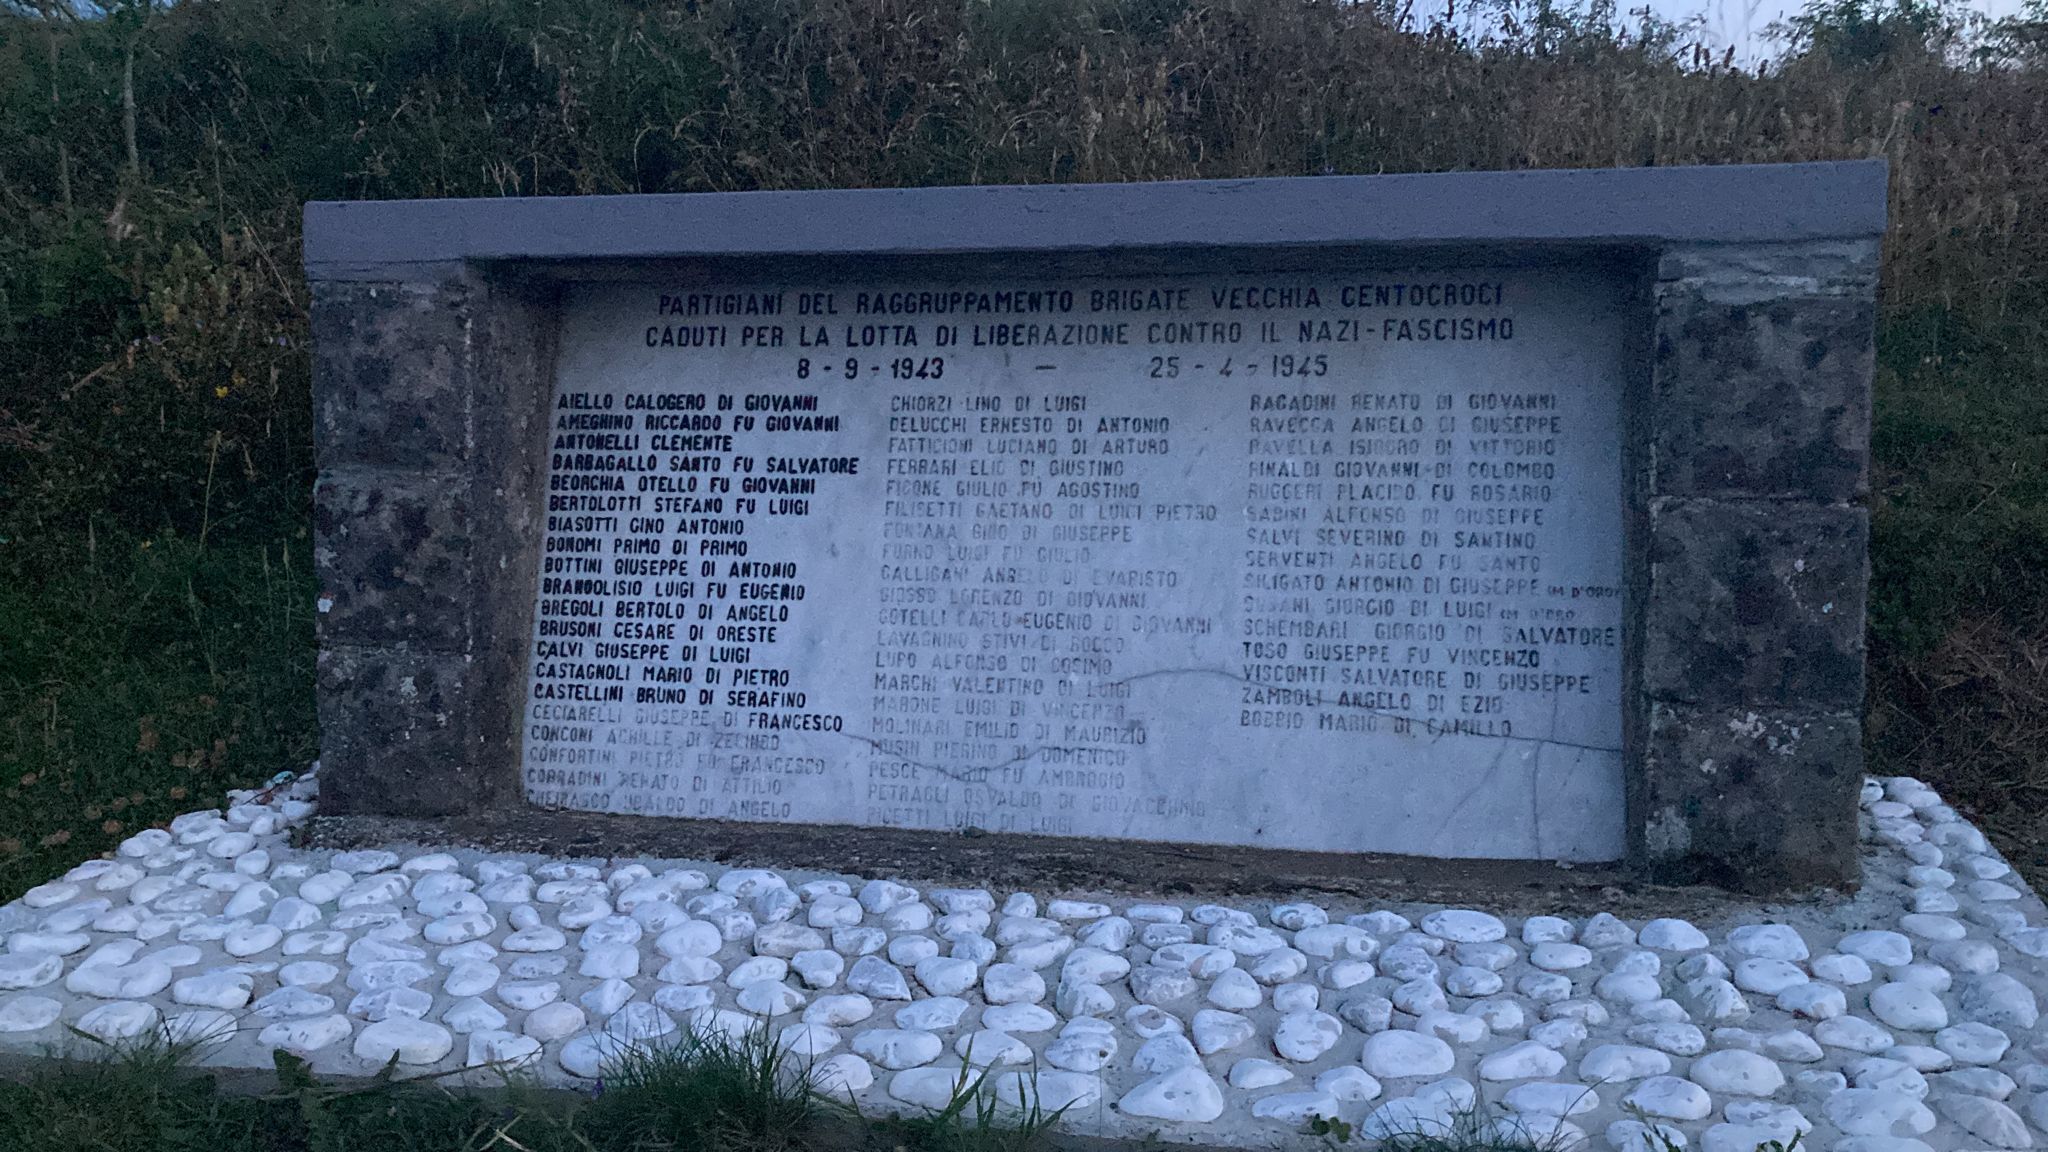 PARTIGIANI DEL RAGGRUPPAMENTO BRIGATE VECCHIA CENTOCROCI
CADUTI PER LA LOTTA DI LIBERAZIONE CONTRO IL NAZI-FASCISMO
8 - 9 - 1943 — 25 - 4 - 1945
AIELLO CALOGERO DI GIOVANNI
AMEGHINO RICCARDO FU GIOVANNI
ANTONELLI CLEMENTE
BARBAGALLO SANTO FU SALVATORE
BEORCHIA OTELLO FU GIOVANNI
BERTOLOTTI STEFANO FU LUIGI
BIASOTTI GINO ANTONIO
BONOMI PRIMO DI PRIMO
BOTTINI GIUSEPPE DI ANTONIO
BRANDOLISIO LUIGI FU EUGENIO
BREGOLI BERTOLO DI ANGELO
BRUSONI CESARE DI ORESTE
CALVI GIUSEPPE DI LUIGI
CASTAGNOLI MARIO DI PIETRO
CASTELLINI BRUNO DI SERAFINO
CECIARELLI GIUSEPPE DI FRANCESCO
CONCONI ACHILLE DI ZELINDO
CONFORTINI PIETRO FU FRANCESCO
CORRADINI RENATO DI ATTILIO
CHEIRASCO UBALDO DI ANGELO
CHIORZI LINO DI LUIGI
DELUCCHI ERNESTO DI ANTONIO
FATTICIONI LUCIANO DI ARTURO
FERRARI ELIO DI GIUSTINO
FICONE GIULIO FU AGOSTINO
FILISETTI GAETANO DI LUIGI PIETRO
FONTANA GINO DI GIUSEPPE
FURNO LUIGI FU GIULIO
GALLIGANI ANGELO DI EVARISTO
GIOSSO LORENZO DI GIOVANNI
GOTELLI CARLO EUGENIO DI GIOVANNI
LAVAGNINO STIVI DI ROCCO
LUPO ALFONSO DI COSIMO
MARCHI VALENTINO DI LUIGI
MARONE LUIGI DI VINCENZO
MOLINARI EMILIO DI MAURIZIO
MUSIN PIERINO DI DOMENICO
PESCE MARIO FU AMBROGIO
PETRAGLI OSVALDO DI GIOVACCHINO
PICETTI LUIGI DI LUIGI
RAGADINI RENATO DI GIOVANNI
RAVECCA ANGELO DI GIUSEPPE
RAVELLA ISIDORO DI VITTORIO
RINALDI GIOVANNI DI COLOMBO
RUGGERI PLACIDO FU ROSARIO
SABINI ALFONSO DI GIUSEPPE
SALVI SEVERINO DI SANTINO
SERVENTI ANGELO FU SANTO
SILIGATO ANTONIO DI GIUSEPPE (M D'ORO)
SUSANI GIORGIO DI LUIGI (M D'ORO
SCHEMBARI GIORGIO DI SALVATORE
TOSO GIUSEPPE FU VINCENZO
VISCONTI SALVATORE DI GIUSEPPE
ZAMBOLI ANGELO DI EZIO
BOBBIO MARIO DI CAMILLO